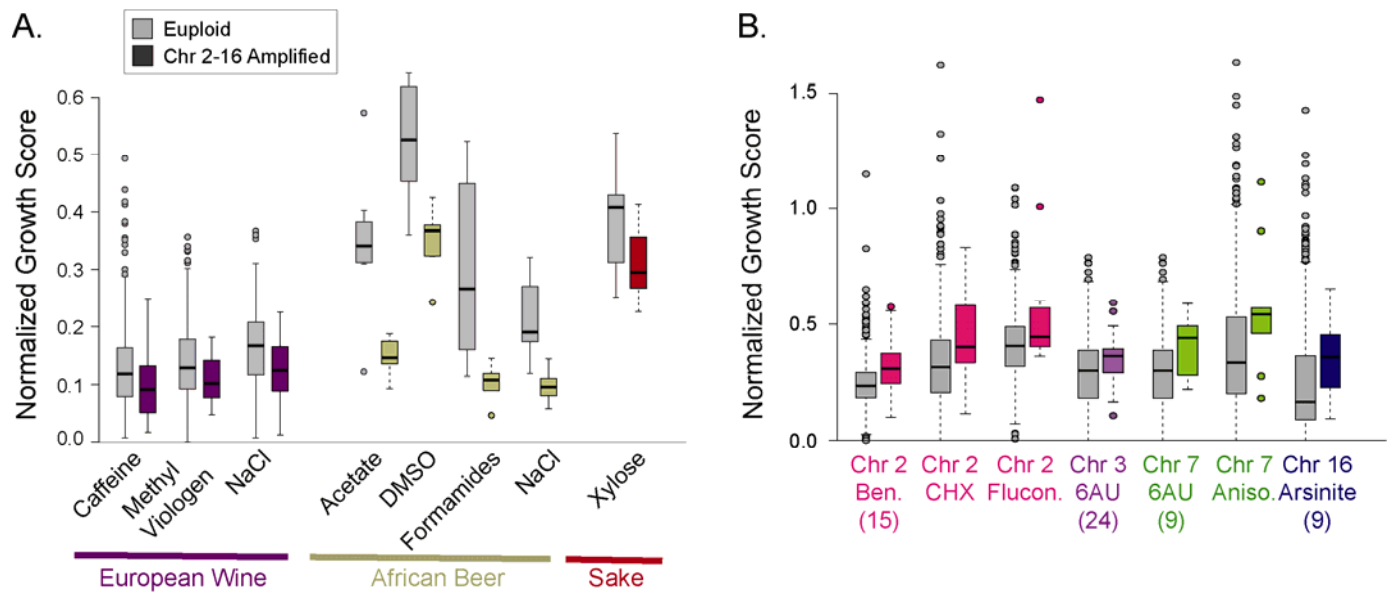 A.
Euploid
Chr 2-16 Amplified
Normalized Growth Score
0.6
0.5
0.4
0.3
0.2
0.1
0.0
Caffeine
Methyl
Viologen
NaCl
Acetate
DMSO
Formamides
NaCl
Xylose
European Wine
African Beer
Sake
B.
Normalized Growth Score
1.5
1.0
0.5
0.0
Chr 2 Chr 2 Chr 2 Chr 3 Chr 7 Chr 7 Chr 16
Ben. CHX Flucon. 6AU 6AU Aniso. Arsinite
(15) (24) (9) (9)